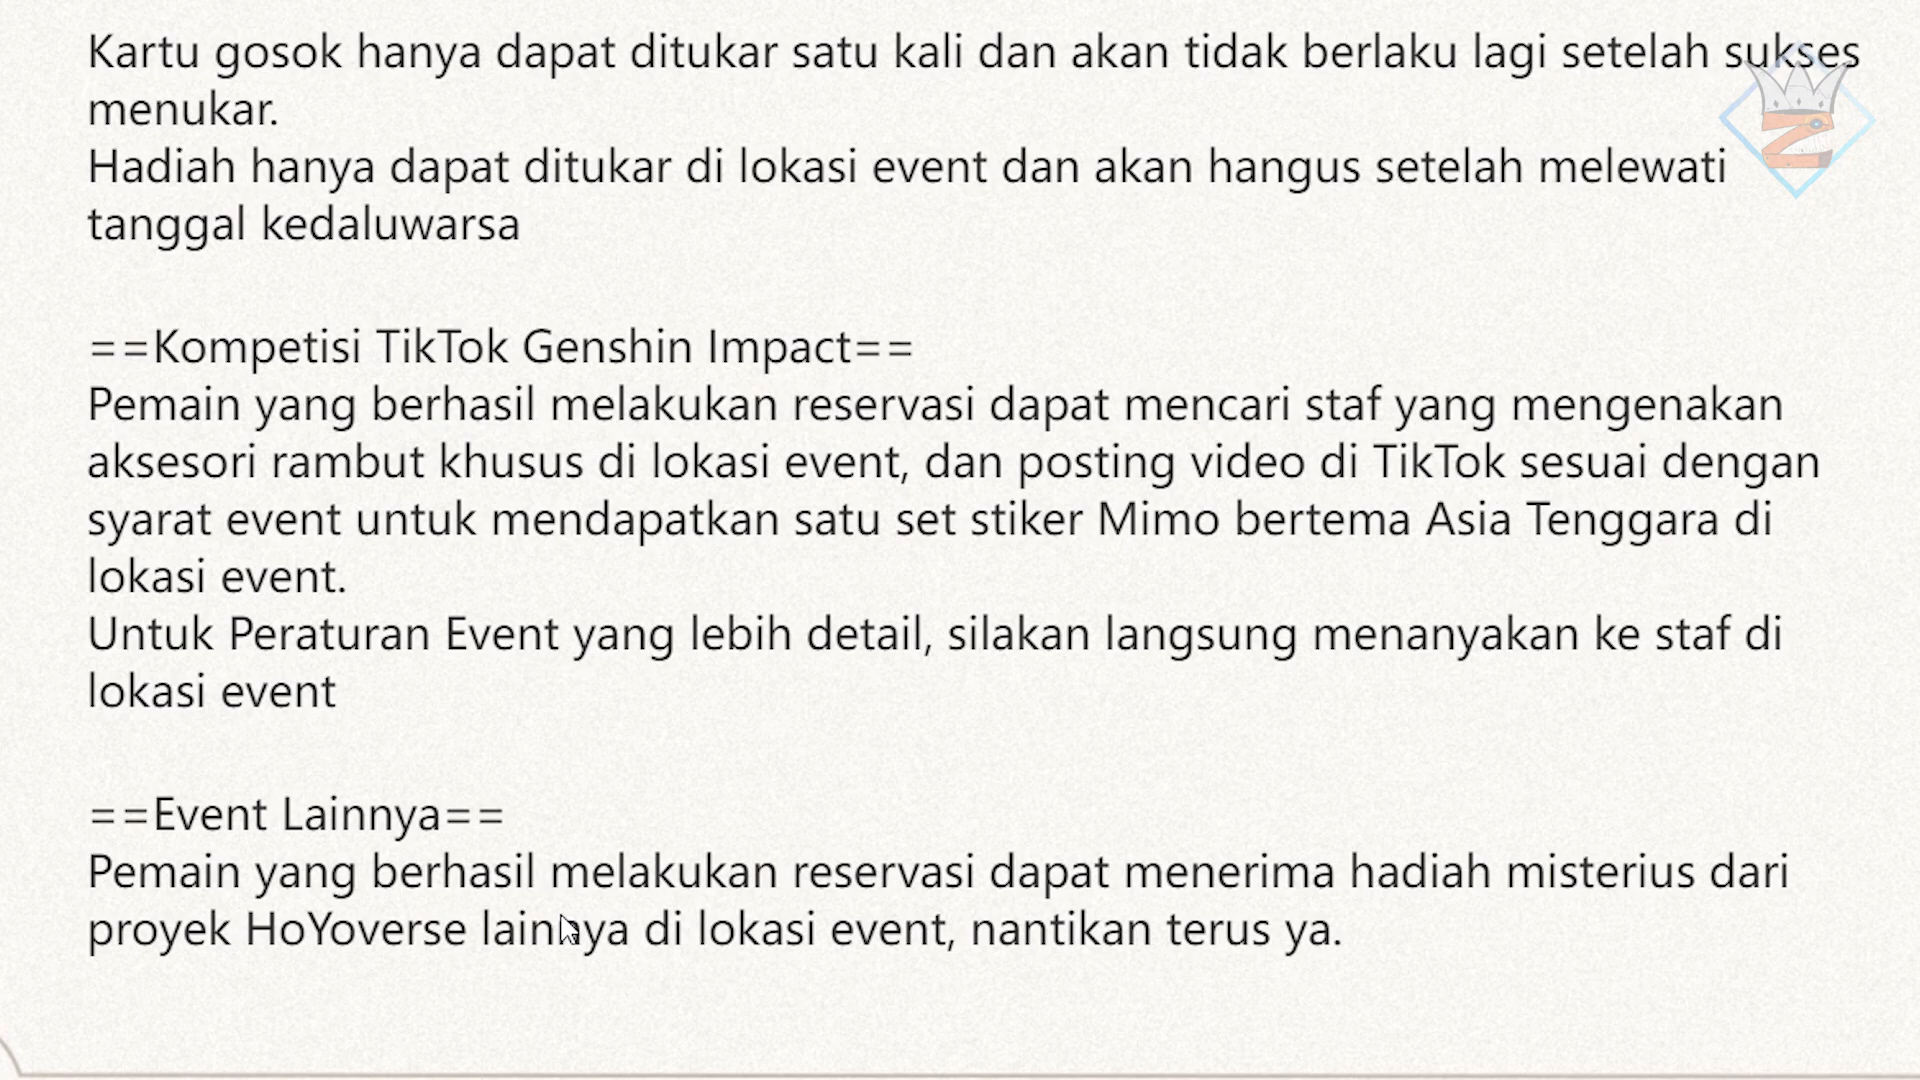 Kartu gosok hanya dapat ditukar satu kali dan akan tidak berlaku lagi setelah sukses
menukar.
Hadiah hanya dapat ditukar di lokasi event dan akan hangus setelah melewati
tanggal kedaluwarsa
==Kompetisi TikTok Genshin Impact==
Pemain yang berhasil melakukan reservasi dapat mencari staf yang mengenakan
aksesori rambut khusus di lokasi event, dan posting video di TikTok sesuai dengan
syarat event untuk mendapatkan satu set stiker Mimo bertema Asia Tenggara di
lokasi event.
Untuk Peraturan Event yang lebih detail, silakan langsung menanyakan ke staf di
lokasi event
==Event Lainnya==
Pemain yang berhasil melakukan reservasi dapat menerima hadiah misterius dari
proyek HoYoverse lainnya di lokasi event, nantikan terus ya.